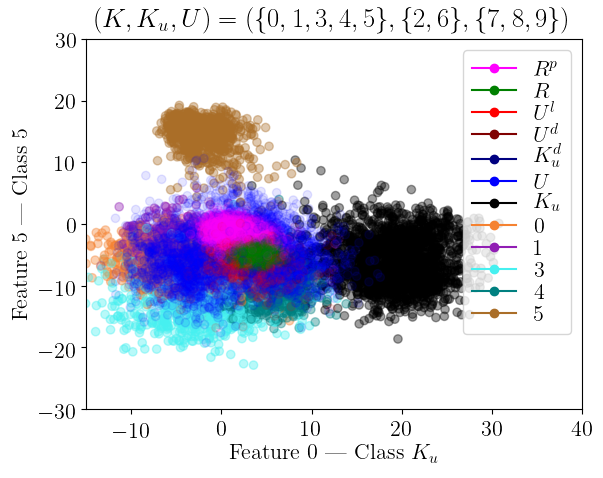 (K, K_u, U) = ({0, 1, 3, 4, 5}, {2, 6}, {7, 8, 9})
30
20
10
0
−10
−20
−30
Feature 5 — Class 5
R^p
R
U^l
U^d
K_u^d
U
K_u
0
1
3
4
5
−10
0
10
20
30
40
Feature 0 — Class K_u